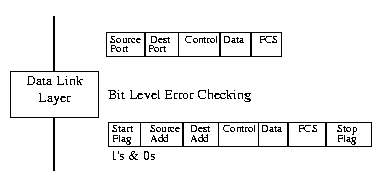 Source Port Dest Port Control Data FCS
Data Link
Layer
Bit Level Error Checking
Start Flag Source Add Dest Add Control Data FCS Stop Flag
1's & 0s